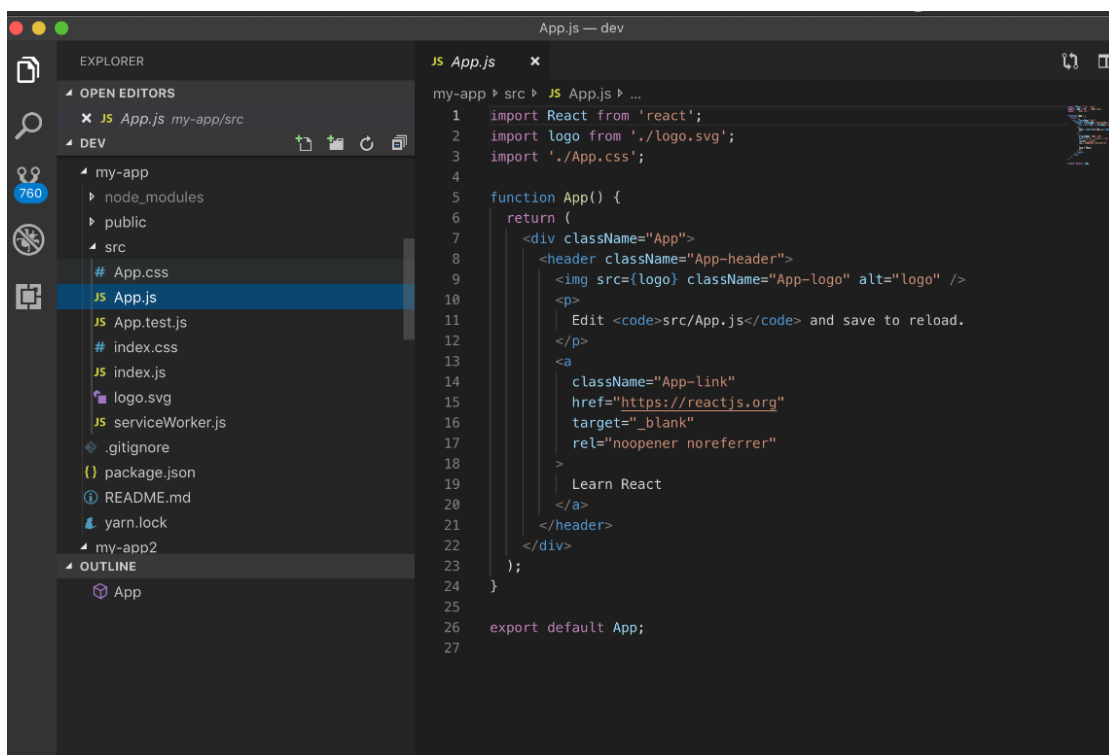 App.js — dev
EXPLORER
OPEN EDITORS
JS App.js my-app/src
DEV
my-app
node_modules
public
src
# App.css
JS App.js
JS App.test.js
# index.css
JS index.js
logo.svg
JS serviceWorker.js
.gitignore
{} package.json
README.md
yarn.lock
my-app2
OUTLINE
App
760
JS App.js
my-app src JS App.js ...
1 import React from 'react';
2 import logo from './logo.svg';
3 import './App.css';
4
5 function App() {
6 return (
7 <div className="App">
8 <header className="App-header">
9 <img src={logo} className="App-logo" alt="logo" />
10 <p>
11 Edit <code>src/App.js</code> and save to reload.
12 </p>
13 <a
14 className="App-link"
15 href="https://reactjs.org"
16 target="_blank"
17 rel="noopener noreferrer"
18 >
19 Learn React
20 </a>
21 </header>
22 </div>
23 );
24 }
25
26 export default App;
27